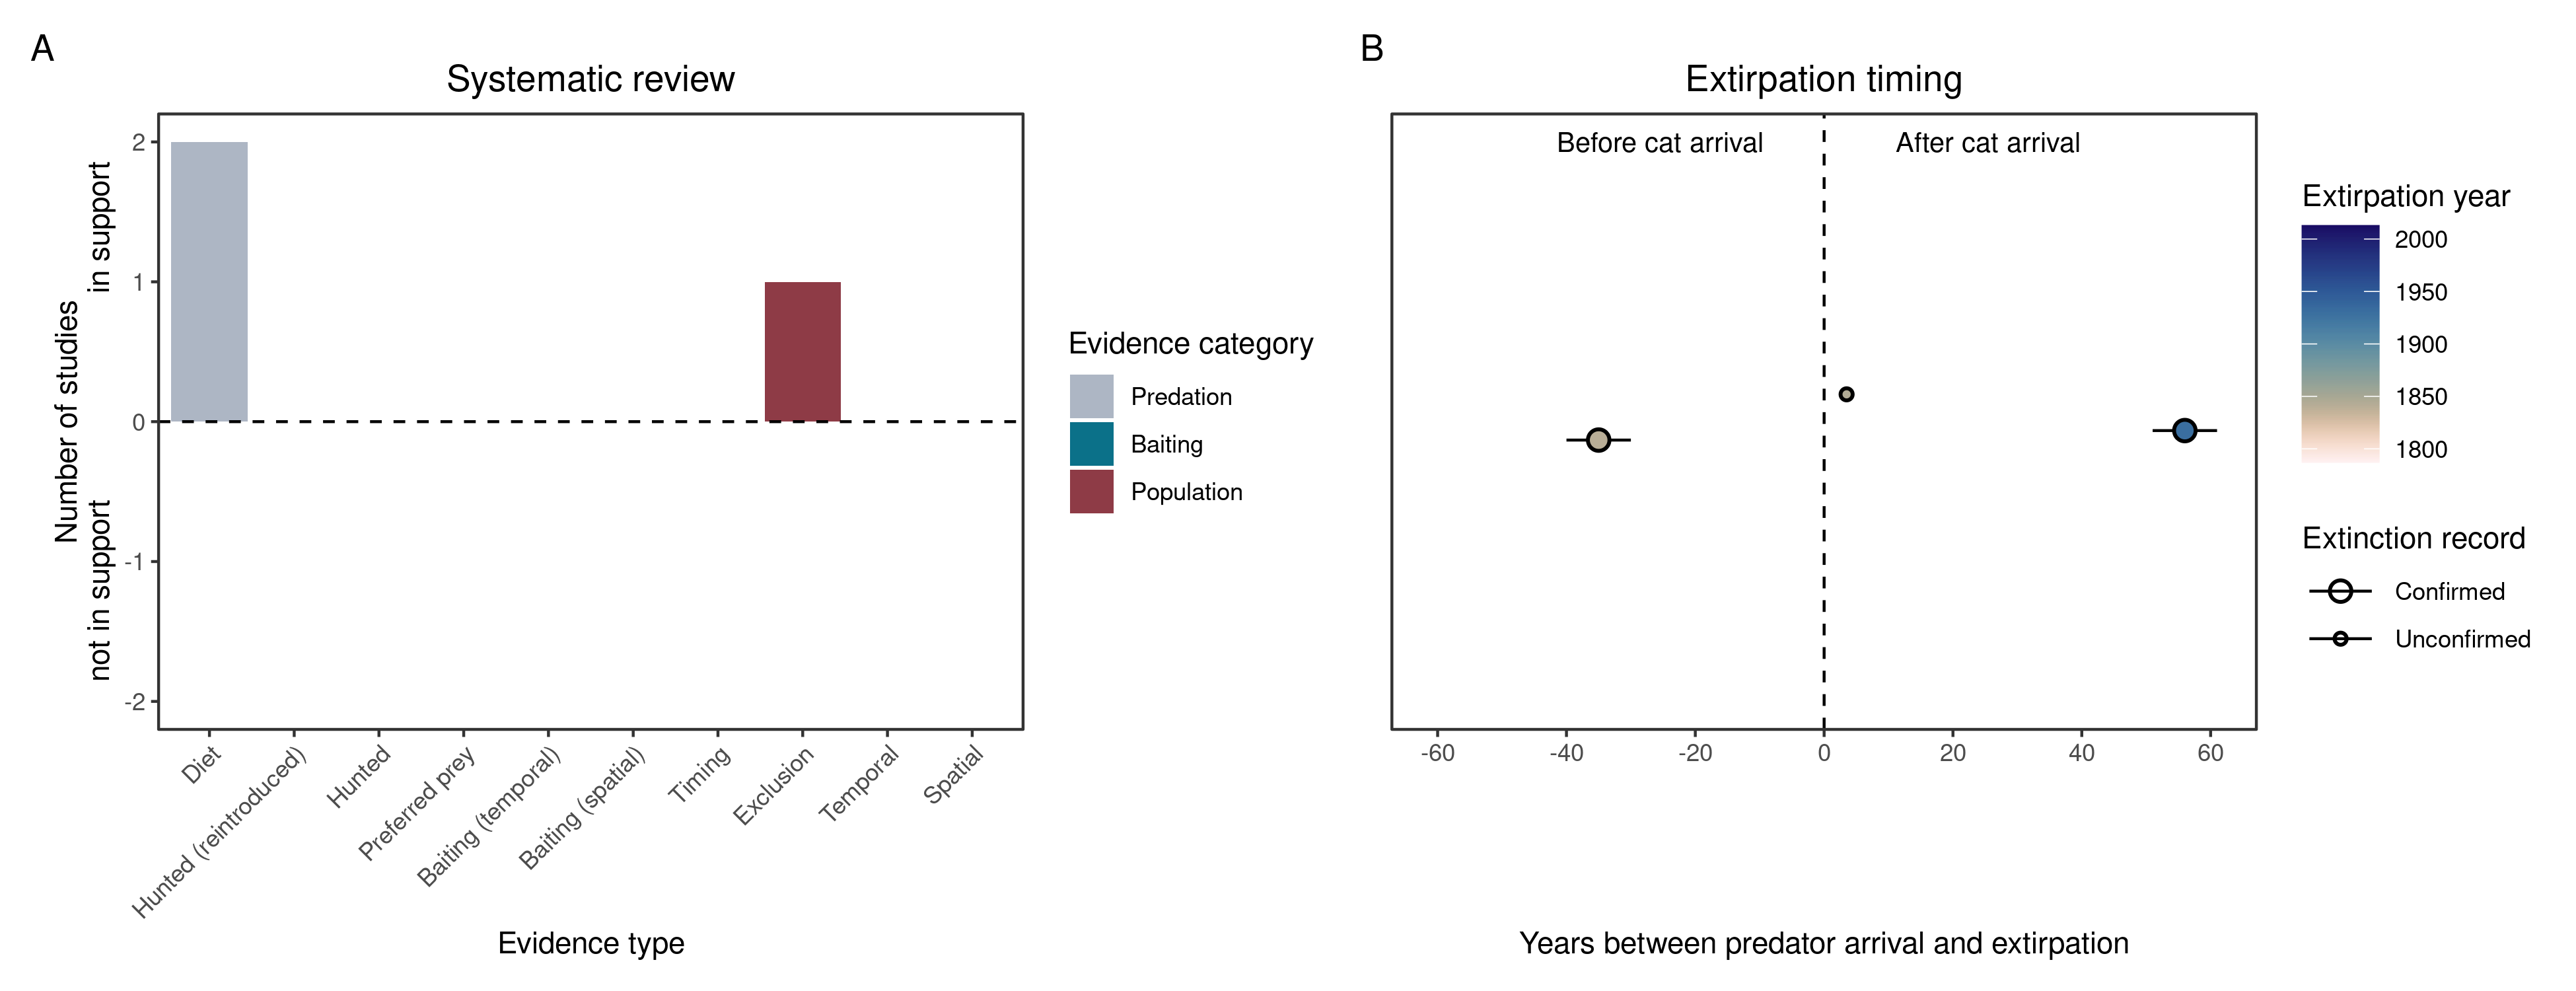 A
Systematic review
Number of studies
not in support
in support
2
1
0
-1
-2
Diet
Hunted (reintroduced)
Hunted
Preferred prey
Baiting (temporal)
Baiting (spatial)
Timing
Exclusion
Temporal
Spatial
Evidence type
Evidence category
Predation
Baiting
Population
B
Extirpation timing
Before cat arrival
After cat arrival
-60
-40
-20
0
20
40
60
Years between predator arrival and extirpation
Extirpation year
2000
1950
1900
1850
1800
Extinction record
Confirmed
Unconfirmed